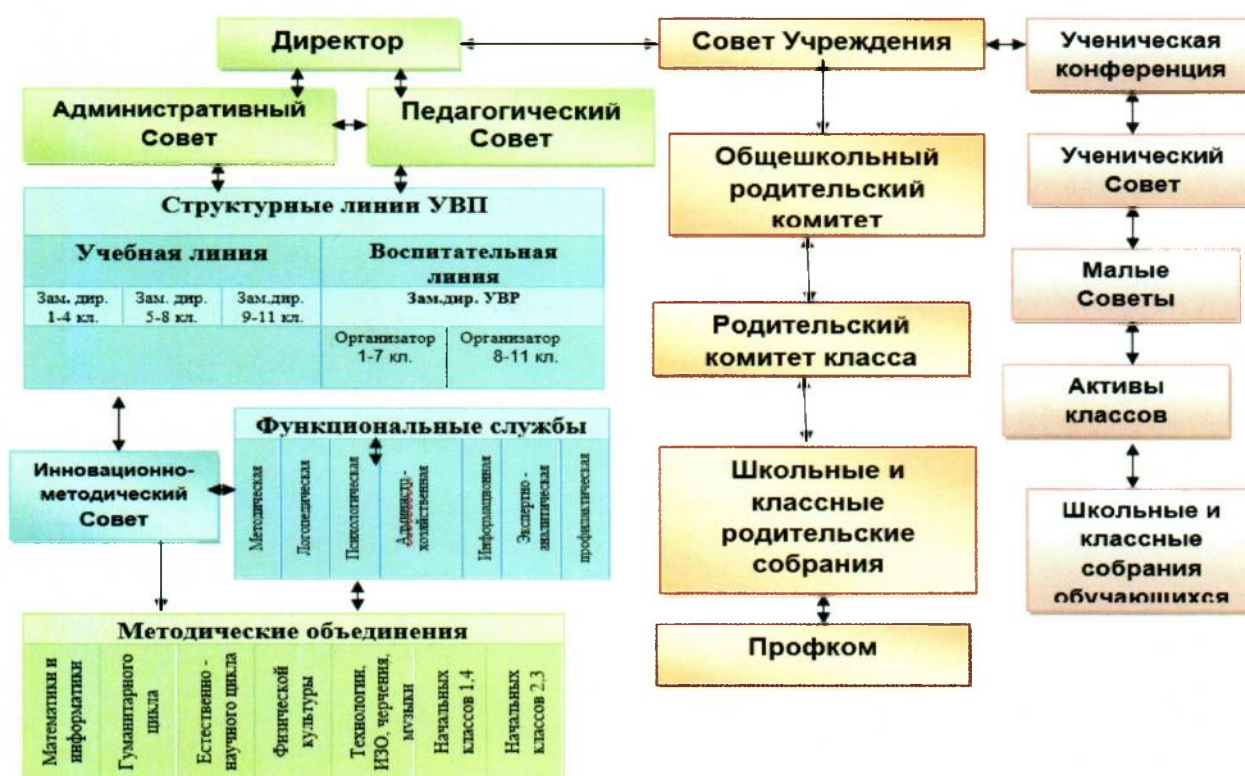 Директор
Совет Учреждения
Ученическая
конференция
Административный
Совет
Педагогический
Совет
Общешкольный
родительский
комитет
Ученический
Совет
Структурные линии УВП
Учебная линия
Воспитательная
линия
Зам. дир.
1-4 кл.
Зам. дир.
5-8 кл.
Зам.дир.
9-11 кл.
Зам.дир. УВР
Организатор
1-7 кл.
Организатор
8-11 кл.
Малые
Советы
Родительский
комитет класса
Активы
классов
Функциональные службы
Инновационно-
методический
Совет
Методическая
Логопедическая
Психологическая
Администр.-
хозяйственная
Информационная
Экспертно -
аналитическая
профилактическая
Школьные и
классные
родительские
собрания
Школьные и
классные
собрания
обучающихся
Методические объединения
Математики и
информатики
Гуманитарного
цикла
Естественно -
научного цикла
Физической
культуры
Технологии,
ИЗО, черчения,
музыки
Начальных
классов 1,4
Начальных
классов 2,3
Профком